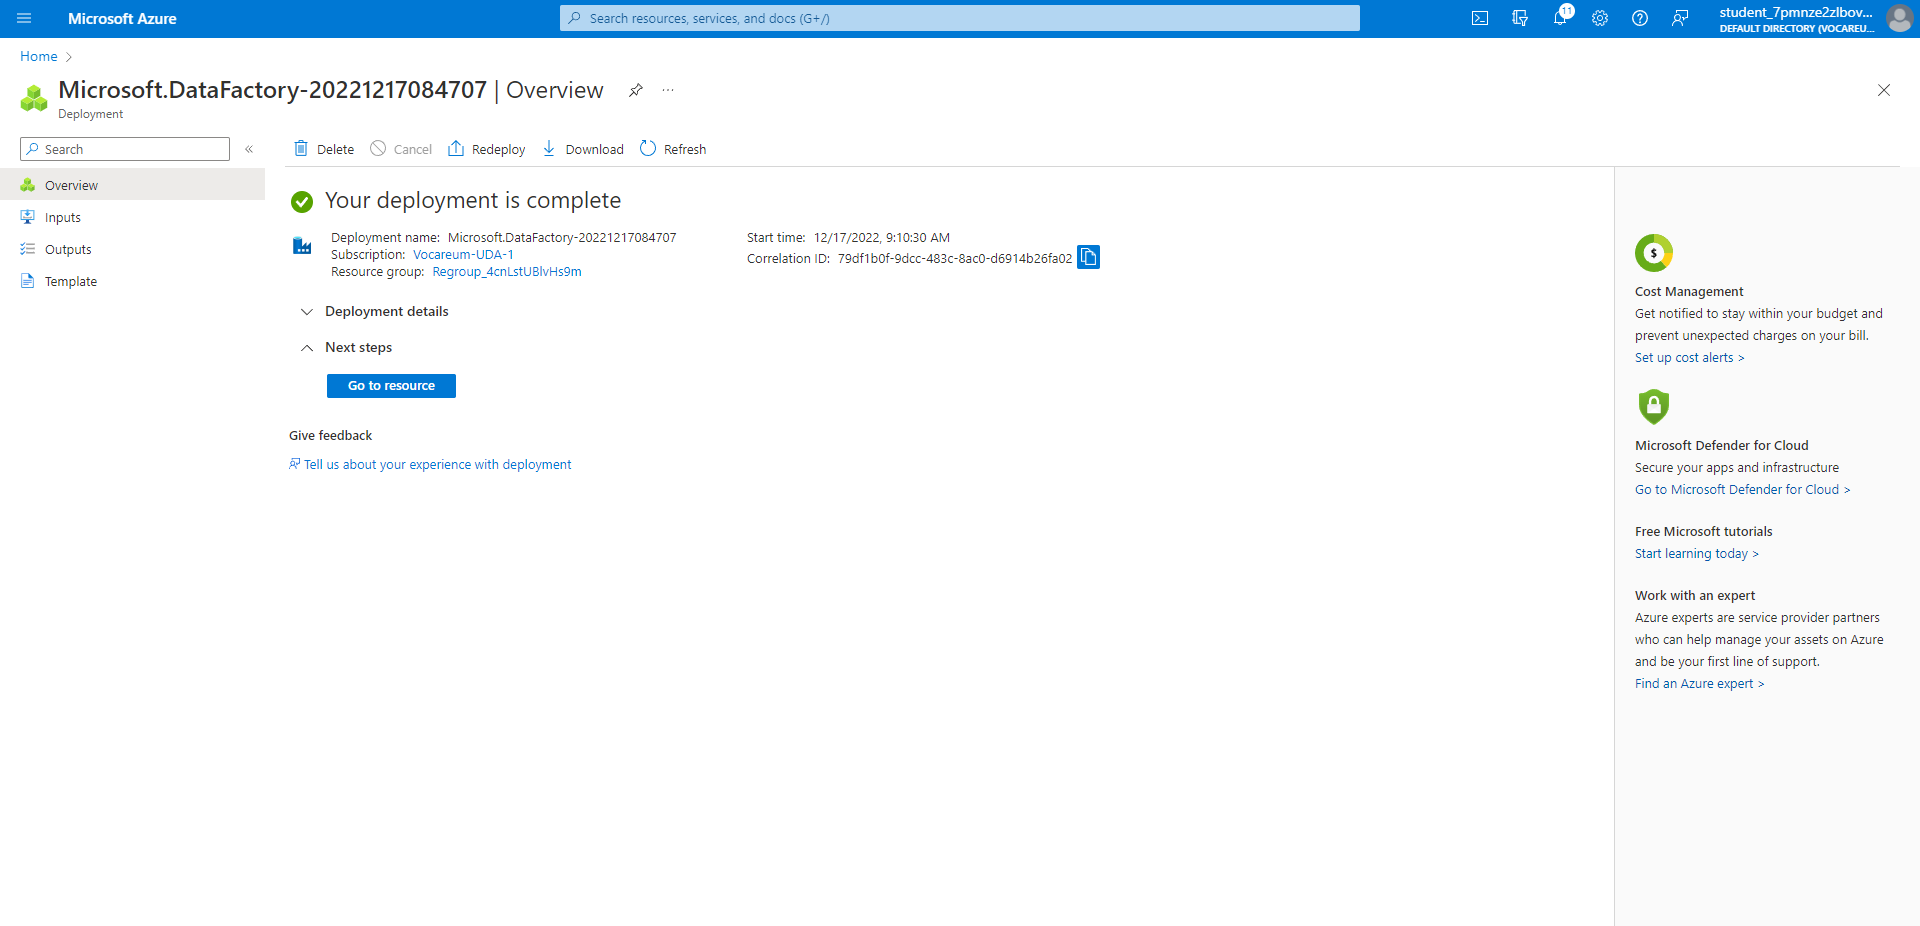 Microsoft Azure
Search resources, services, and docs (G+/)
11
student_7pmnze2zlbov...
DEFAULT DIRECTORY (VOCAREU...
Home
Microsoft.DataFactory-20221217084707 | Overview
Deployment
Search
Delete
Cancel
Redeploy
Download
Refresh
Overview
Inputs
Outputs
Template
Your deployment is complete
Deployment name: Microsoft.DataFactory-20221217084707
Subscription: Vocareum-UDA-1
Resource group: Regroup_4cnLstUBlvHs9m
Start time: 12/17/2022, 9:10:30 AM
Correlation ID: 79df1b0f-9dcc-483c-8ac0-d6914b26fa02
Deployment details
Next steps
Go to resource
Give feedback
Tell us about your experience with deployment
$
Cost Management
Get notified to stay within your budget and
prevent unexpected charges on your bill.
Set up cost alerts >
Microsoft Defender for Cloud
Secure your apps and infrastructure
Go to Microsoft Defender for Cloud >
Free Microsoft tutorials
Start learning today >
Work with an expert
Azure experts are service provider partners
who can help manage your assets on Azure
and be your first line of support.
Find an Azure expert >